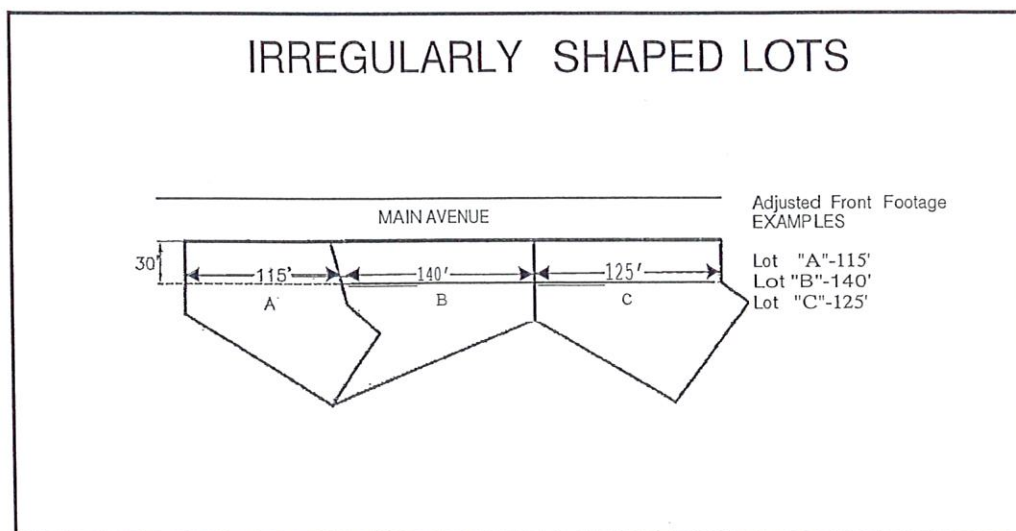 IRREGULARLY SHAPED LOTS
MAIN AVENUE
Adjusted Front Footage
EXAMPLES
30'
115'
140'
125'
Lot "A"-115'
Lot "B"-140'
Lot "C"-125'
A
B
C